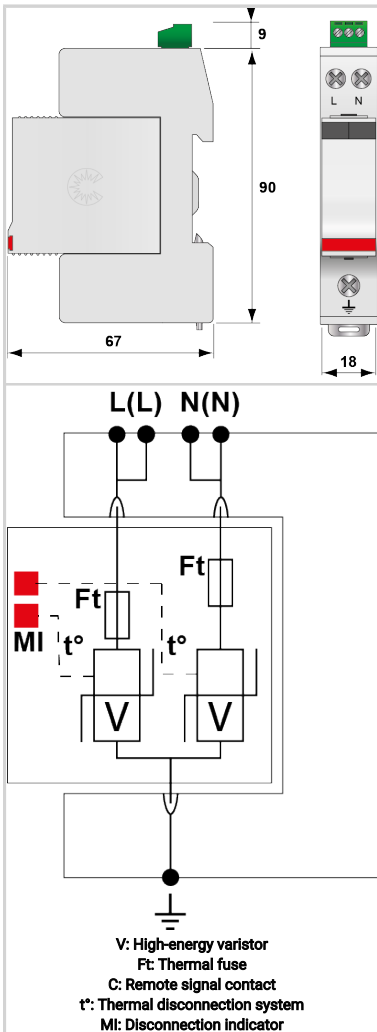 9
L N
90
67
18
L(L) N(N)
Ft
Ft
MI
t°
t°
V
V
V: High-energy varistor
Ft: Thermal fuse
C: Remote signal contact
t°: Thermal disconnection system
MI: Disconnection indicator